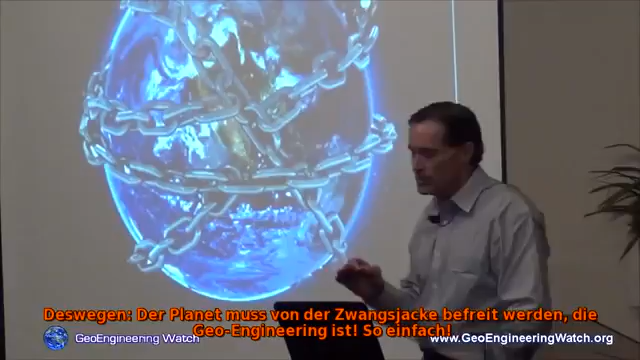 Deswegen: Der Planet muss von der Zwangsjacke befreit werden, die
Geo-Engineering ist! So einfach!
GeoEngineering Watch
www.GeoEngineeringWatch.org